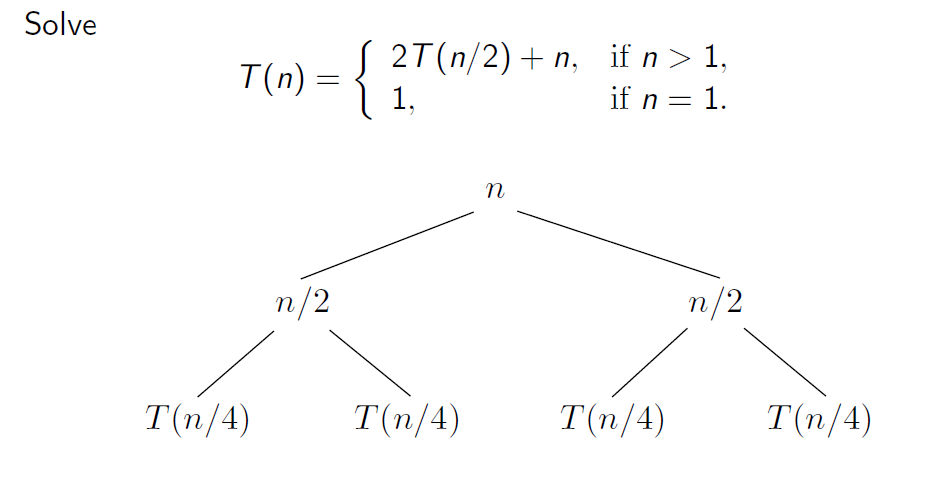 Solve
T(n) = { 2T(n/2) + n, if n > 1,
1, if n = 1.
n
n/2 n/2
T(n/4) T(n/4) T(n/4) T(n/4)